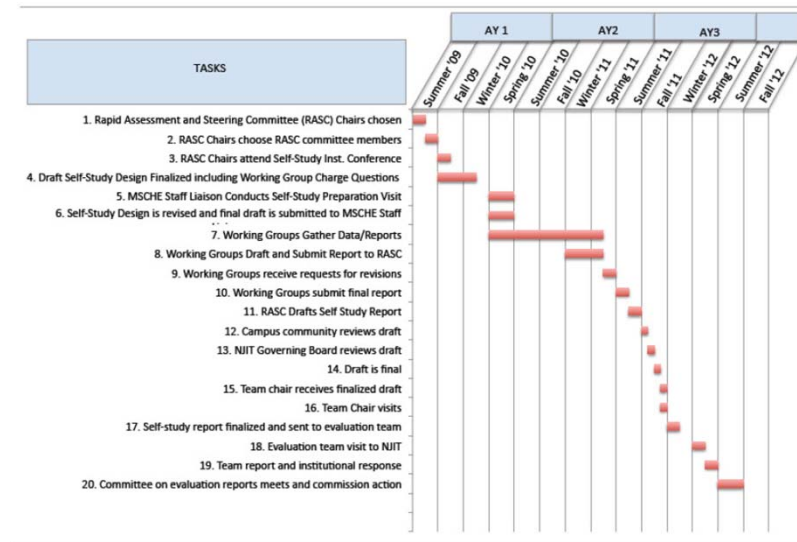 AY 1 AY2 AY3
TASKS
Summer '09
Fall '09
Winter '10
Spring '10
Summer '10
Fall '10
Winter '11
Spring '11
Summer '11
Fall '11
Winter '12
Spring '12
Summer '12
Fall '12
1. Rapid Assessment and Steering Committee (RASC) Chairs chosen
2. RASC Chairs choose RASC committee members
3. RASC Chairs attend Self-Study Inst. Conference
4. Draft Self-Study Design Finalized including Working Group Charge Questions
5. MSCHE Staff Liaison Conducts Self-Study Preparation Visit
6. Self-Study Design is revised and final draft is submitted to MSCHE Staff
7. Working Groups Gather Data/Reports
8. Working Groups Draft and Submit Report to RASC
9. Working Groups receive requests for revisions
10. Working Groups submit final report
11. RASC Drafts Self Study Report
12. Campus community reviews draft
13. NJIT Governing Board reviews draft
14. Draft is final
15. Team chair receives finalized draft
16. Team Chair visits
17. Self-study report finalized and sent to evaluation team
18. Evaluation team visit to NJIT
19. Team report and institutional response
20. Committee on evaluation reports meets and commission action